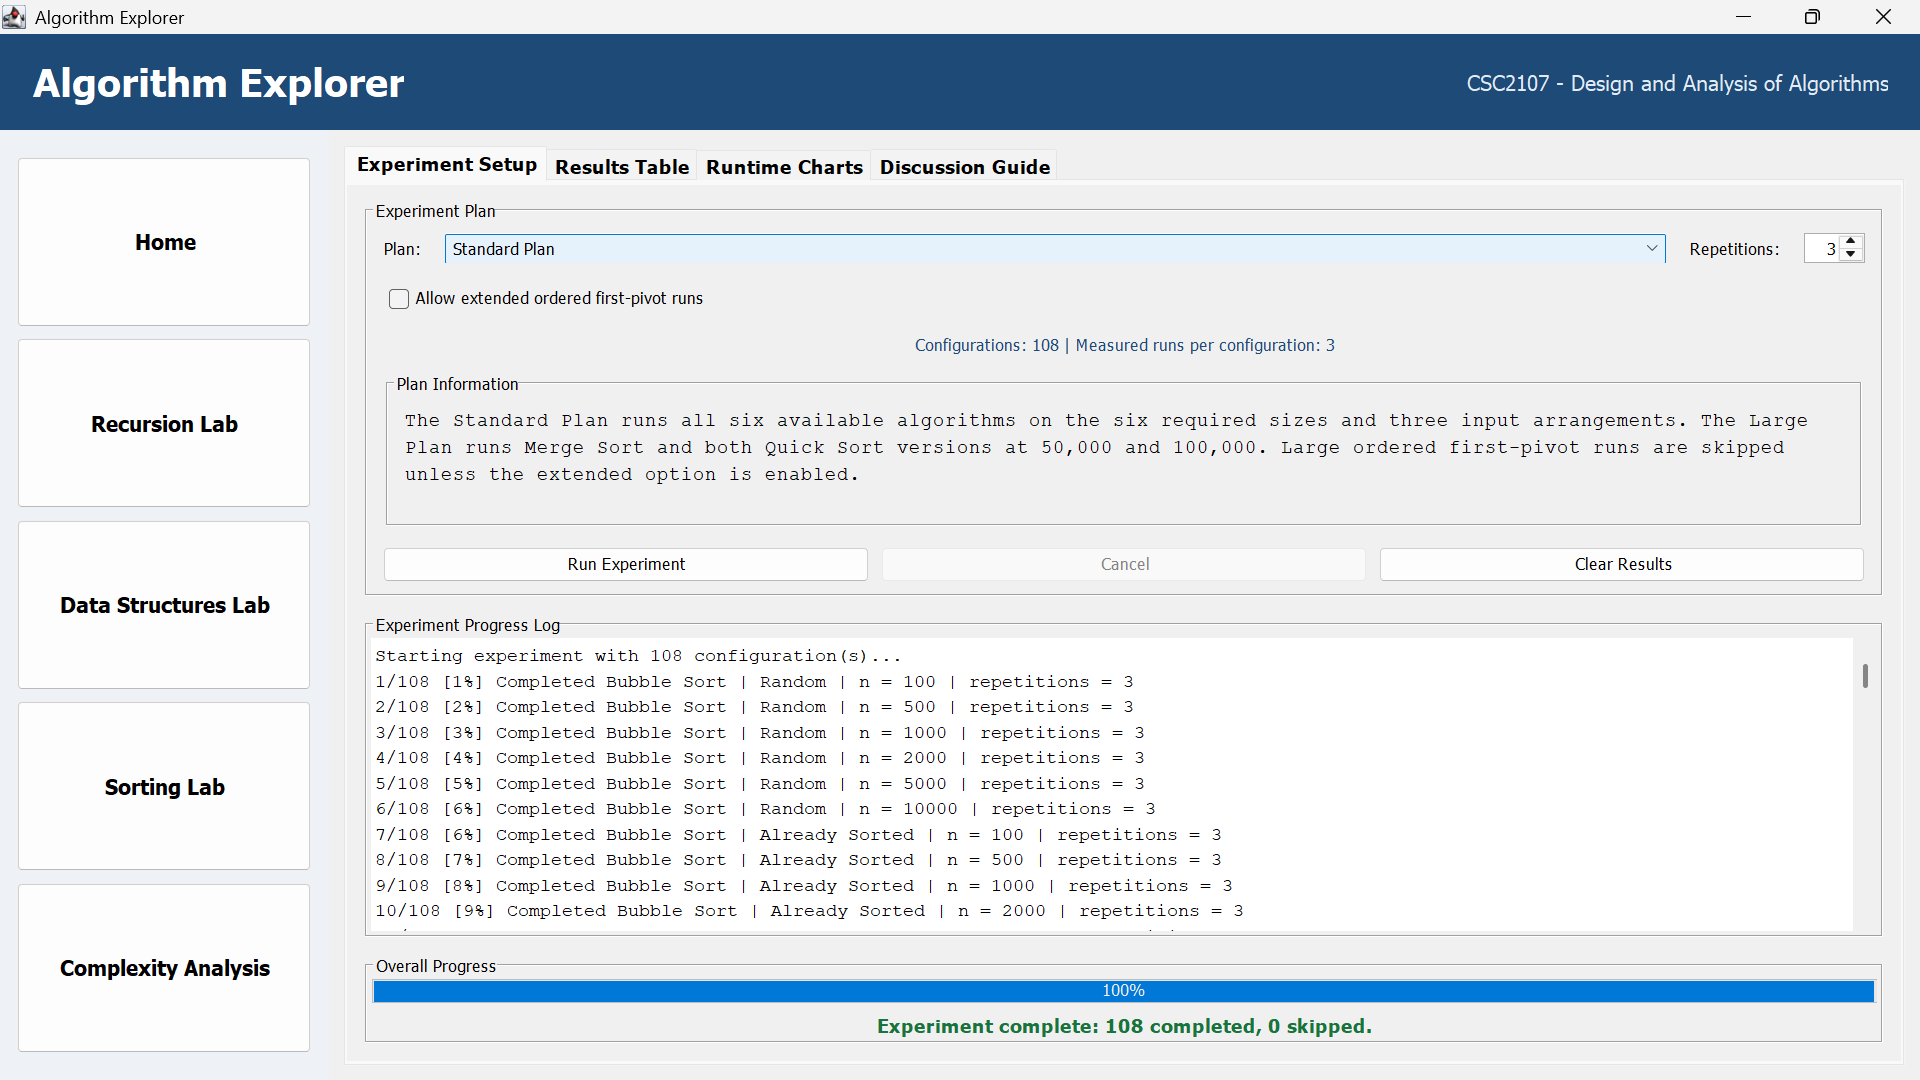 Algorithm Explorer
Algorithm Explorer
CSC2107 - Design and Analysis of Algorithms
Home
Recursion Lab
Data Structures Lab
Sorting Lab
Complexity Analysis
Experiment Setup
Results Table
Runtime Charts
Discussion Guide
Experiment Plan
Plan:
Standard Plan
Repetitions:
3
Allow extended ordered first-pivot runs
Configurations: 108 | Measured runs per configuration: 3
Plan Information
The Standard Plan runs all six available algorithms on the six required sizes and three input arrangements. The Large
Plan runs Merge Sort and both Quick Sort versions at 50,000 and 100,000. Large ordered first-pivot runs are skipped
unless the extended option is enabled.
Run Experiment
Cancel
Clear Results
Experiment Progress Log
Starting experiment with 108 configuration(s)...
1/108 [1%] Completed Bubble Sort | Random | n = 100 | repetitions = 3
2/108 [2%] Completed Bubble Sort | Random | n = 500 | repetitions = 3
3/108 [3%] Completed Bubble Sort | Random | n = 1000 | repetitions = 3
4/108 [4%] Completed Bubble Sort | Random | n = 2000 | repetitions = 3
5/108 [5%] Completed Bubble Sort | Random | n = 5000 | repetitions = 3
6/108 [6%] Completed Bubble Sort | Random | n = 10000 | repetitions = 3
7/108 [6%] Completed Bubble Sort | Already Sorted | n = 100 | repetitions = 3
8/108 [7%] Completed Bubble Sort | Already Sorted | n = 500 | repetitions = 3
9/108 [8%] Completed Bubble Sort | Already Sorted | n = 1000 | repetitions = 3
10/108 [9%] Completed Bubble Sort | Already Sorted | n = 2000 | repetitions = 3
Overall Progress
100%
Experiment complete: 108 completed, 0 skipped.